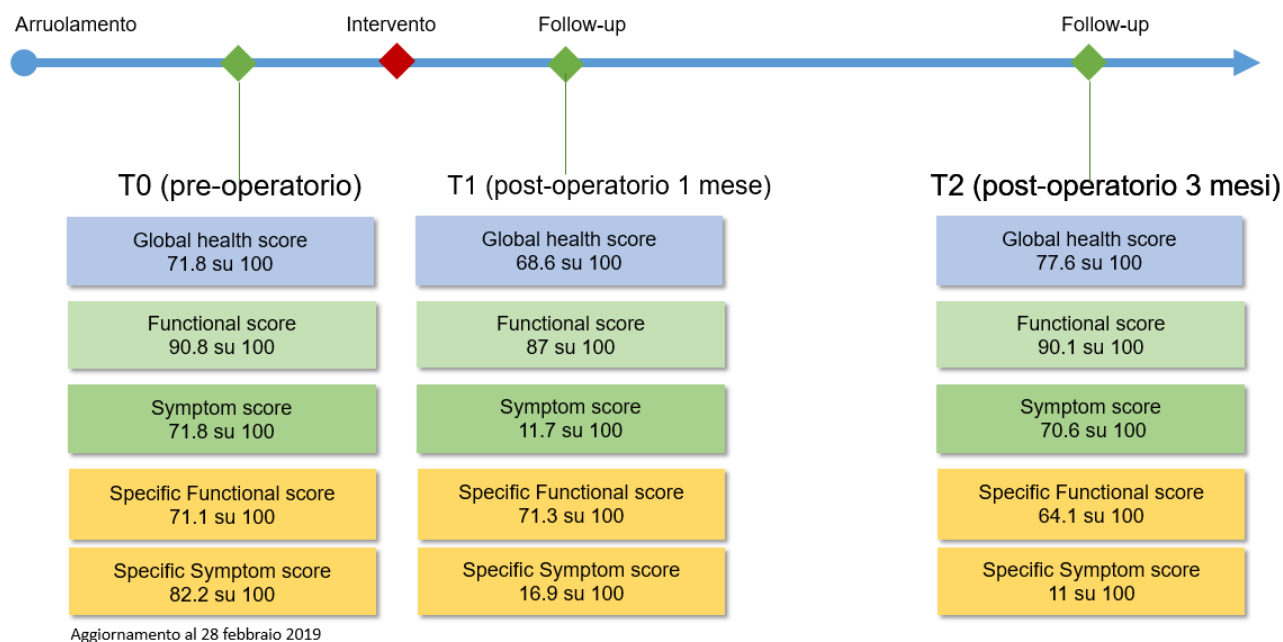 Arruolamento
Intervento
Follow-up
Follow-up
T0 (pre-operatorio)
T1 (post-operatorio 1 mese)
T2 (post-operatorio 3 mesi)
Global health score
71.8 su 100
Global health score
68.6 su 100
Global health score
77.6 su 100
Functional score
90.8 su 100
Functional score
87 su 100
Functional score
90.1 su 100
Symptom score
71.8 su 100
Symptom score
11.7 su 100
Symptom score
70.6 su 100
Specific Functional score
71.1 su 100
Specific Functional score
71.3 su 100
Specific Functional score
64.1 su 100
Specific Symptom score
82.2 su 100
Specific Symptom score
16.9 su 100
Specific Symptom score
11 su 100
Aggiornamento al 28 febbraio 2019